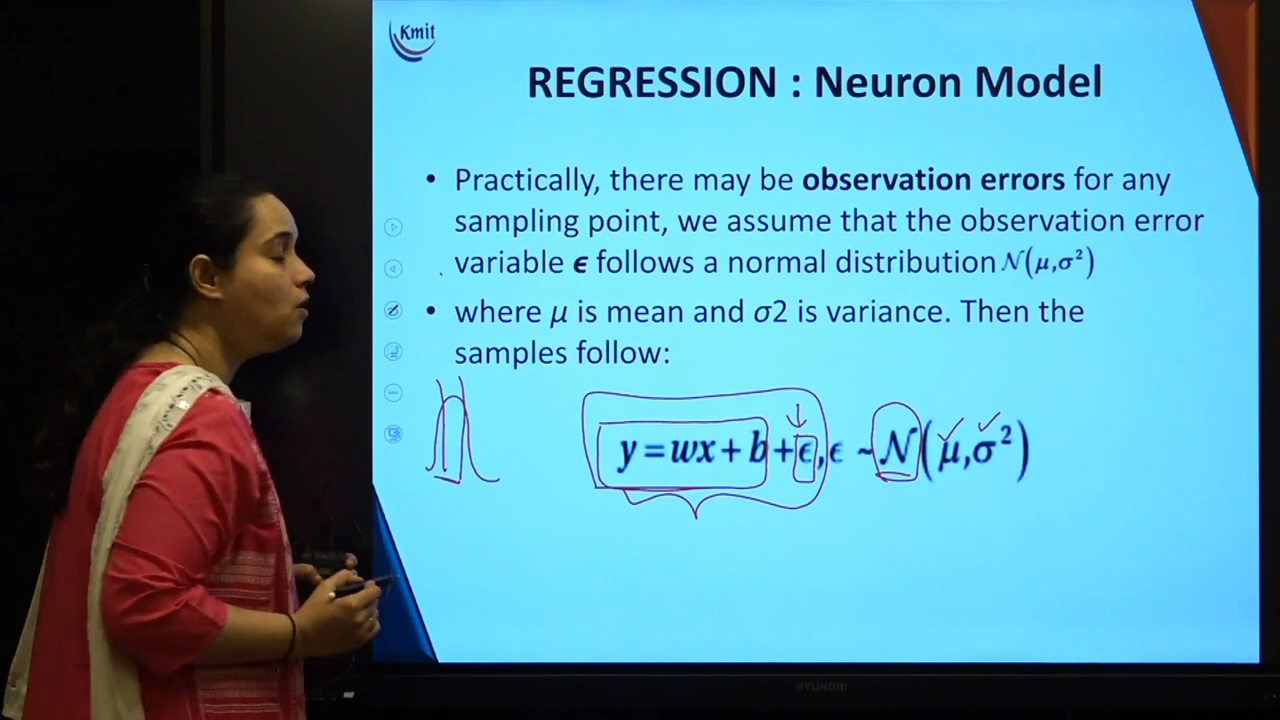 Kmit
REGRESSION : Neuron Model
• Practically, there may be observation errors for any
sampling point, we assume that the observation error
variable ϵ follows a normal distribution N(μ,σ²)
• where μ is mean and σ2 is variance. Then the
samples follow:
y = wx + b + ϵ, ϵ ~ N(μ,σ²)
HYUNDRI